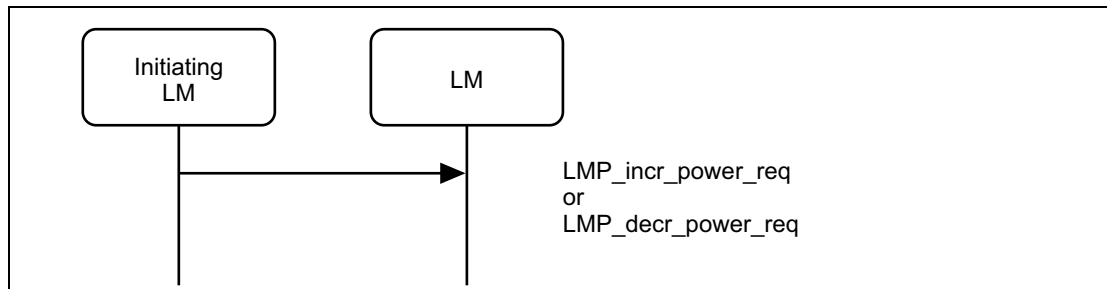 Initiating
LM
LM
LMP_incr_power_req
or
LMP_decr_power_req